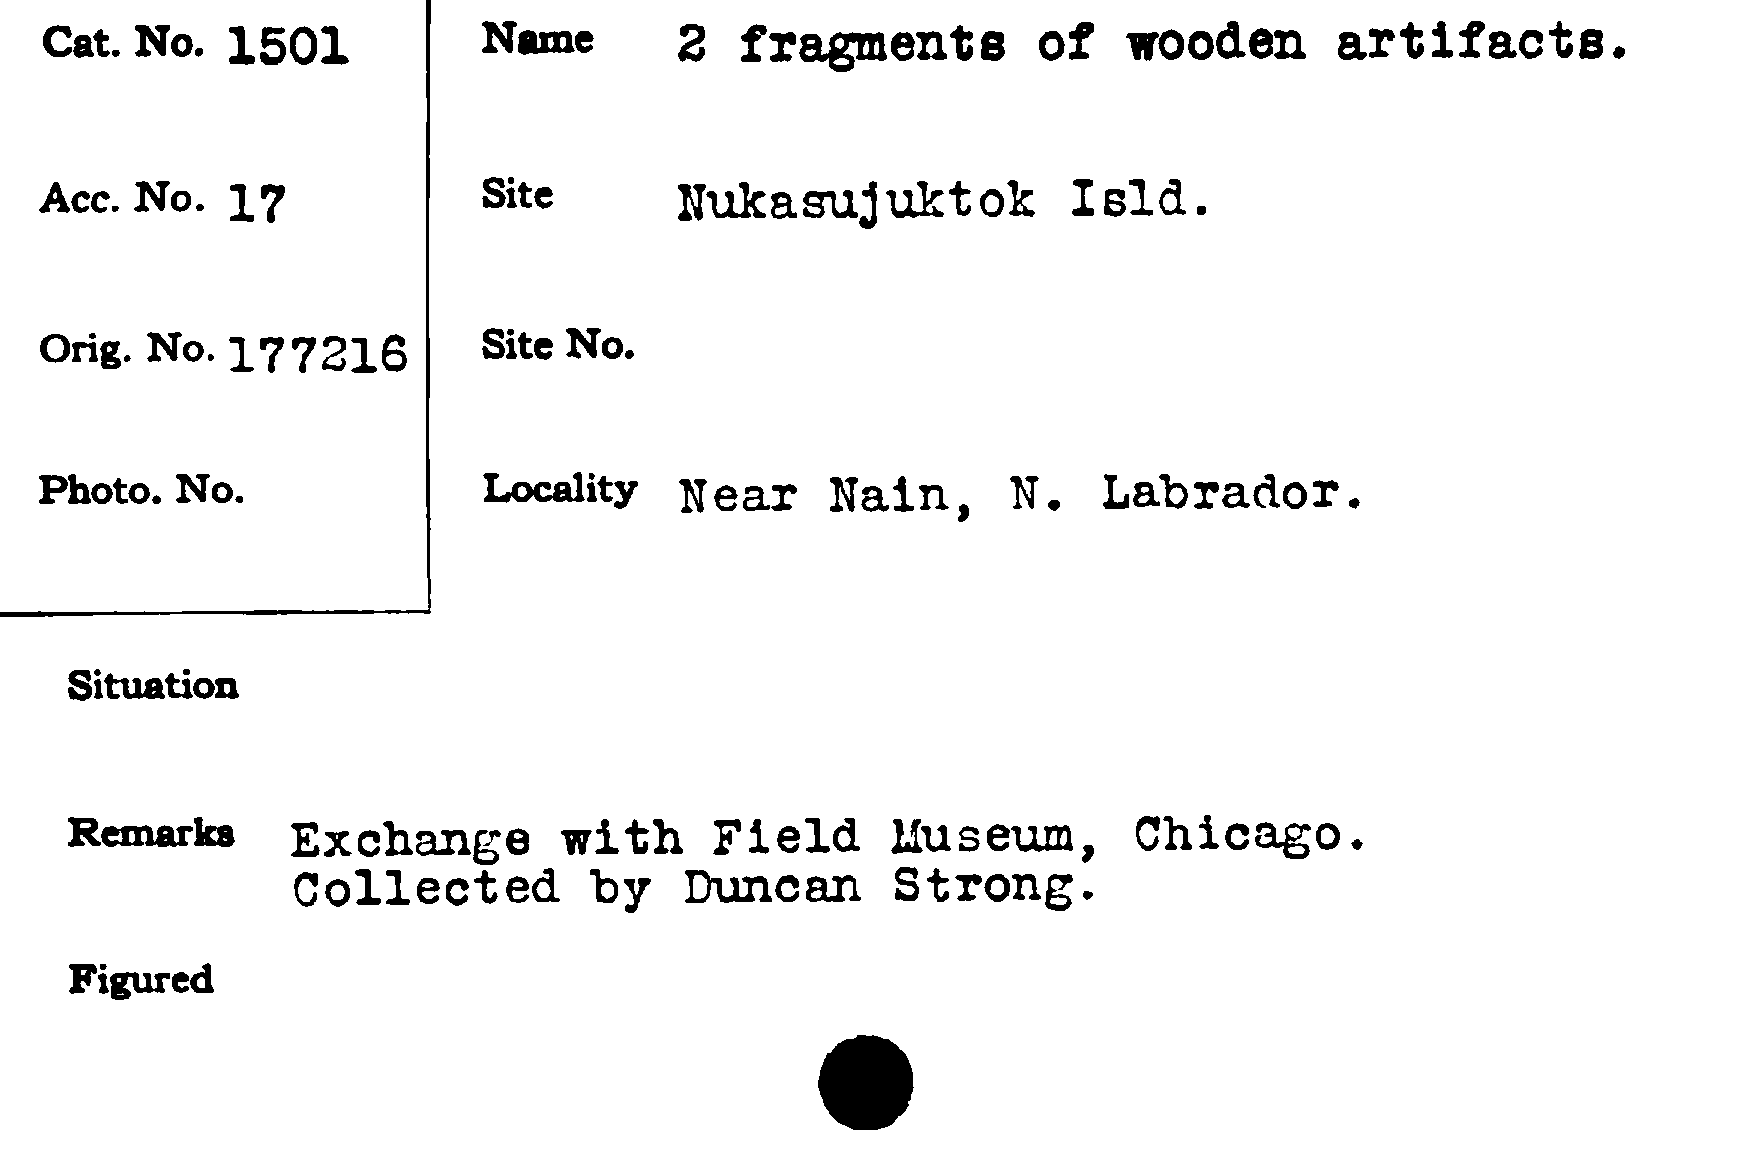 Cat. No. 1501
Name 2 fragments of wooden artifacts.
Acc. No. 17
Site Nukasujuktok Isld.
Orig. No. 177216
Site No.
Photo. No.
Locality Near Nain, N. Labrador.
Situation
Remarks Exchange with Field Museum, Chicago.
Collected by Duncan Strong.
Figured